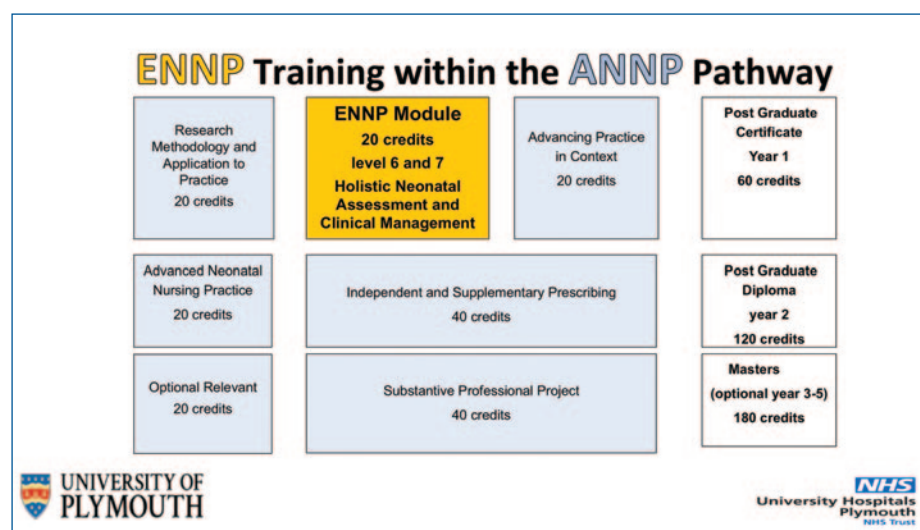 ENNP Training within the ANNP Pathway
Research
Methodology and
Application to
Practice
20 credits
ENNP Module
20 credits
level 6 and 7
Holistic Neonatal
Assessment and
Clinical Management
Advancing Practice
in Context
20 credits
Post Graduate
Certificate
Year 1
60 credits
Advanced Neonatal
Nursing Practice
20 credits
Independent and Supplementary Prescribing
40 credits
Post Graduate
Diploma
year 2
120 credits
Optional Relevant
20 credits
Substantive Professional Project
40 credits
Masters
(optional year 3-5)
180 credits
UNIVERSITY OF
PLYMOUTH
NHS
University Hospitals
Plymouth
NHS Trust